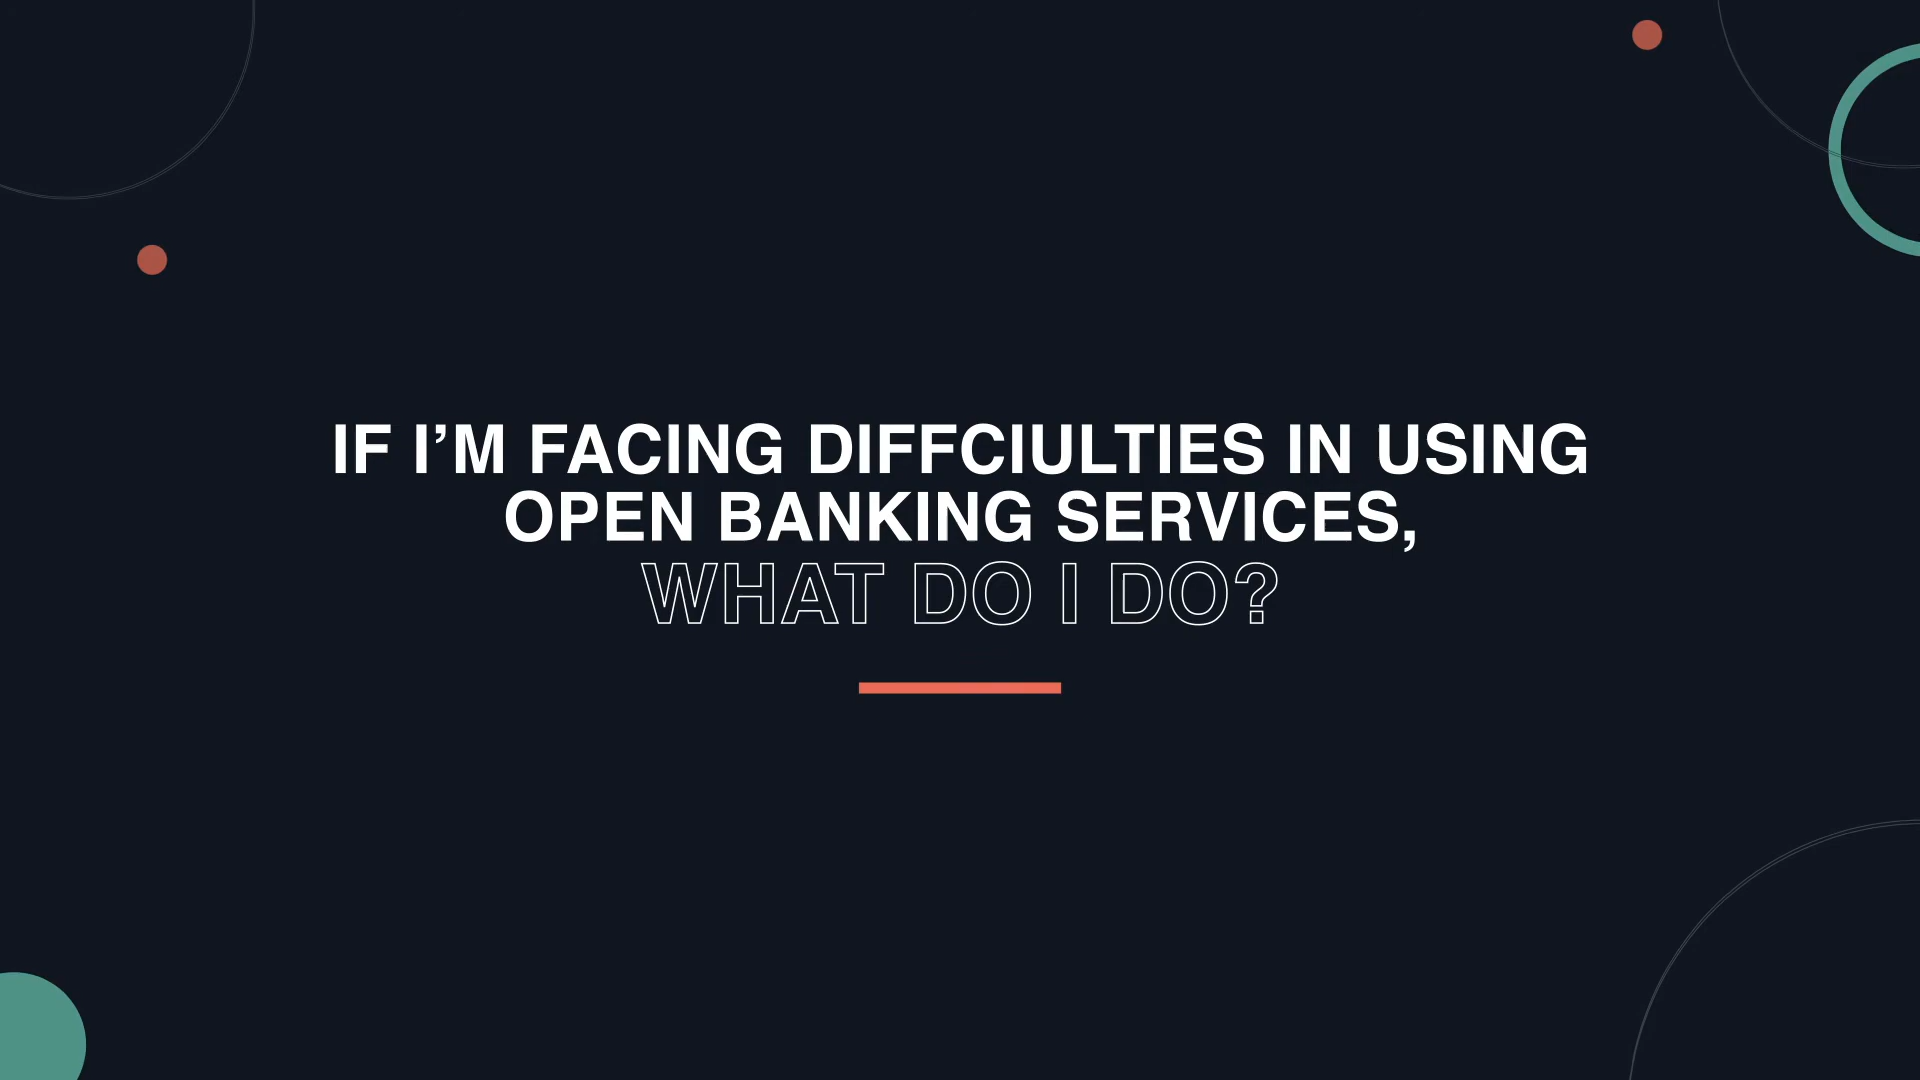 IF I’M FACING DIFFCIULTIES IN USING
OPEN BANKING SERVICES,
WHAT DO I DO?